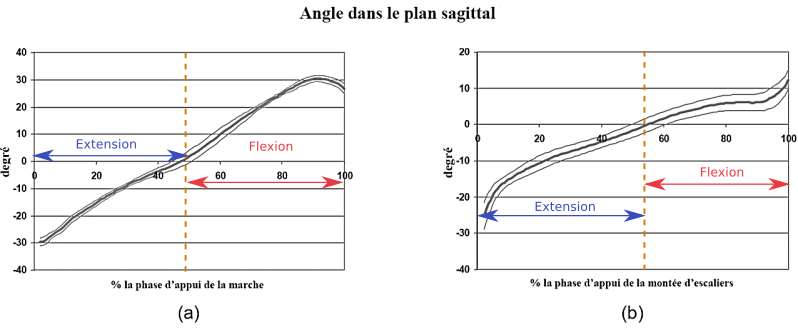 Angle dans le plan sagittal
40
30
20
10
0
-10
-20
-30
-40
degré
Extension
Flexion
0 20 40 60 80 100
% la phase d'appui de la marche
(a)
20
10
0
-10
-20
-30
-40
degré
0 20 40 60 80 100
Flexion
Extension
% la phase d'appui de la montée d'escaliers
(b)